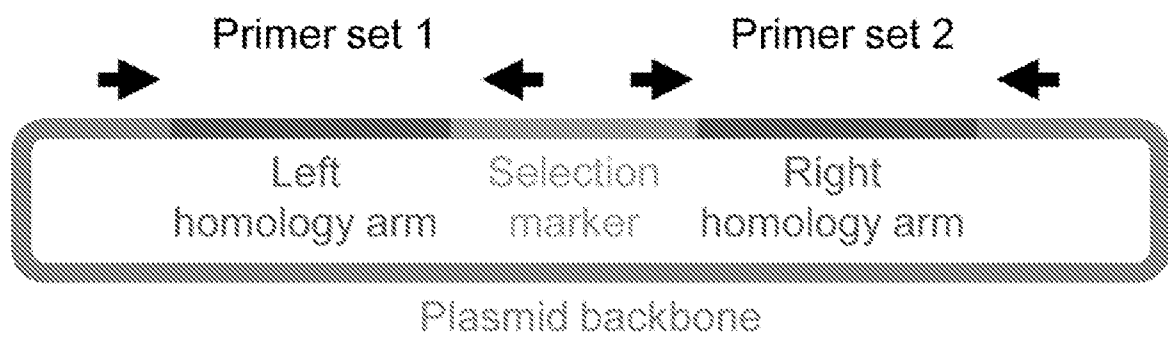 Primer set 1
Primer set 2
Left
homology arm
Selection
marker
Right
homology arm
Plasmid backbone